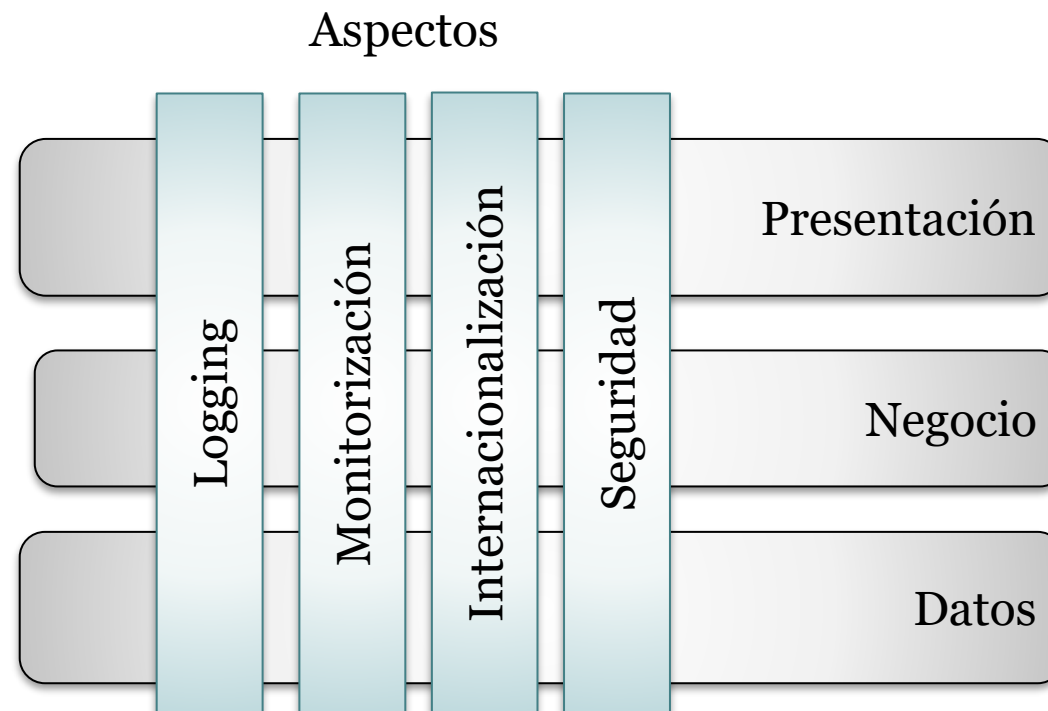 Aspectos
Logging
Monitorización
Internacionalización
Seguridad
Presentación
Negocio
Datos